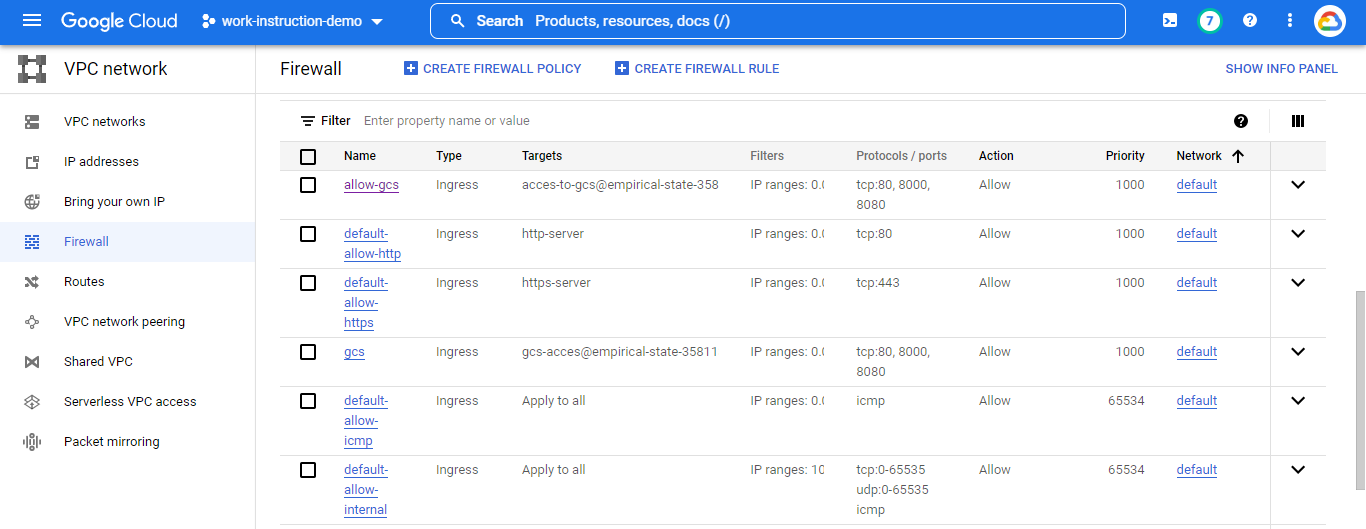 Google Cloud work-instruction-demo Search Products, resources, docs (/) 7
VPC network Firewall CREATE FIREWALL POLICY CREATE FIREWALL RULE SHOW INFO PANEL
VPC networks
IP addresses
Bring your own IP
Firewall
Routes
VPC network peering
Shared VPC
Serverless VPC access
Packet mirroring
Filter Enter property name or value
Name Type Targets Filters Protocols / ports Action Priority Network
allow-gcs Ingress acces-to-gcs@empirical-state-358 IP ranges: 0.0 tcp:80, 8000, Allow 1000 default
8080
default- Ingress http-server IP ranges: 0.0 tcp:80 Allow 1000 default
allow-http
default- Ingress https-server IP ranges: 0.0 tcp:443 Allow 1000 default
allow-
https
gcs Ingress gcs-acces@empirical-state-35811 IP ranges: 0.0 tcp:80, 8000, Allow 1000 default
8080
default- Ingress Apply to all IP ranges: 0.0 icmp Allow 65534 default
allow-
icmp
default- Ingress Apply to all IP ranges: 10 tcp:0-65535 Allow 65534 default
allow- udp:0-65535
internal icmp